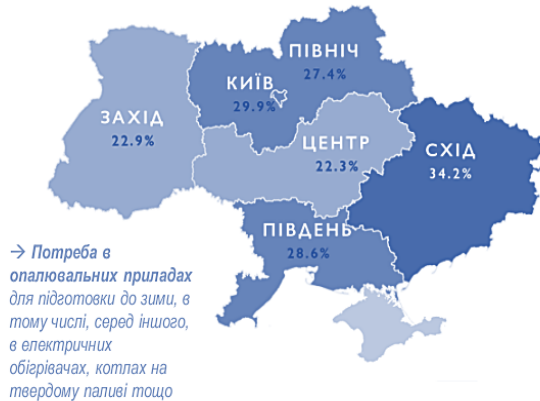 ПІВНІЧ
27.4%
КИЇВ
29.9%
ЗАХІД
22.9%
ЦЕНТР
22.3%
СХІД
34.2%
ПІВДЕНЬ
28.6%
→ Потреба в
опалювальних приладах
для підготовки до зими, в
тому числі, серед іншого,
в електричних
обігрівачах, котлах на
твердому паливі тощо